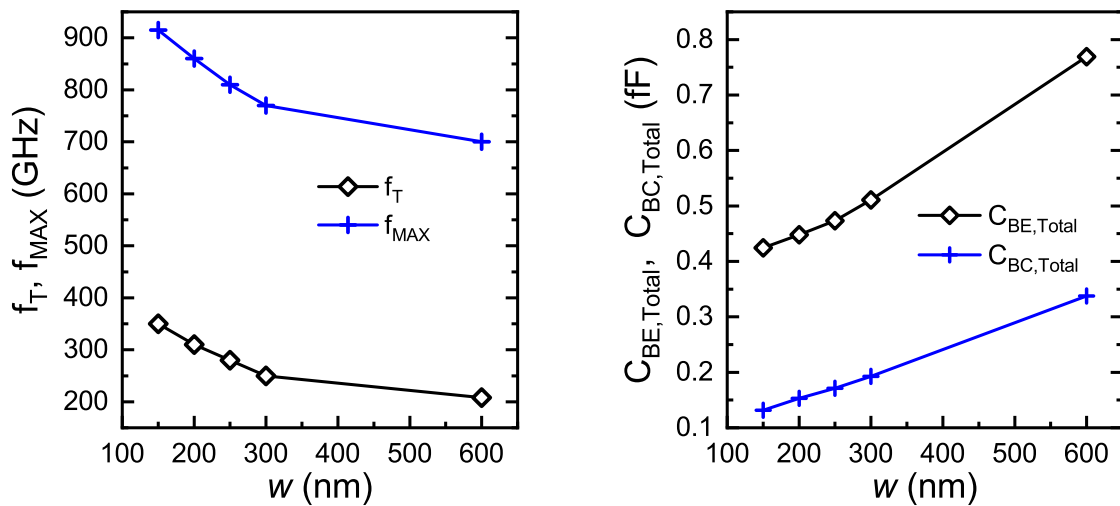 f_T, f_MAX (GHz)
900
800
700
600
500
400
300
200
100 200 300 400 500 600
w (nm)
f_T
f_MAX
C_BE,Total, C_BC,Total (fF)
0.8
0.7
0.6
0.5
0.4
0.3
0.2
0.1
100 200 300 400 500 600
w (nm)
C_BE,Total
C_BC,Total